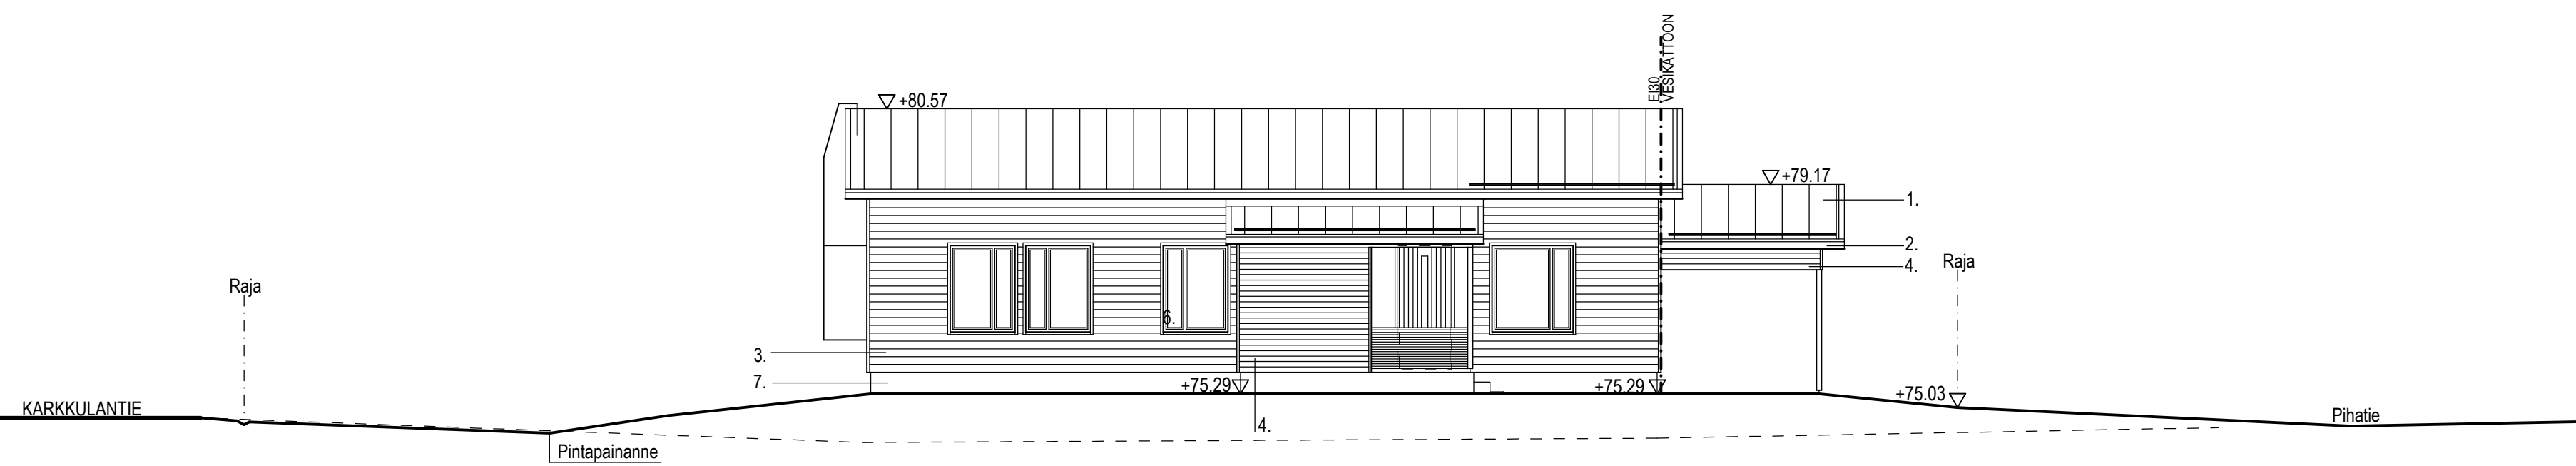 EI30
VESIKATTOON
+80.57
+79.17
1.
2.
4.
Raja
Raja
6.
3.
7.
+75.29
+75.29
+75.03
KARKKULANTIE
Pihatie
4.
Pintapainanne